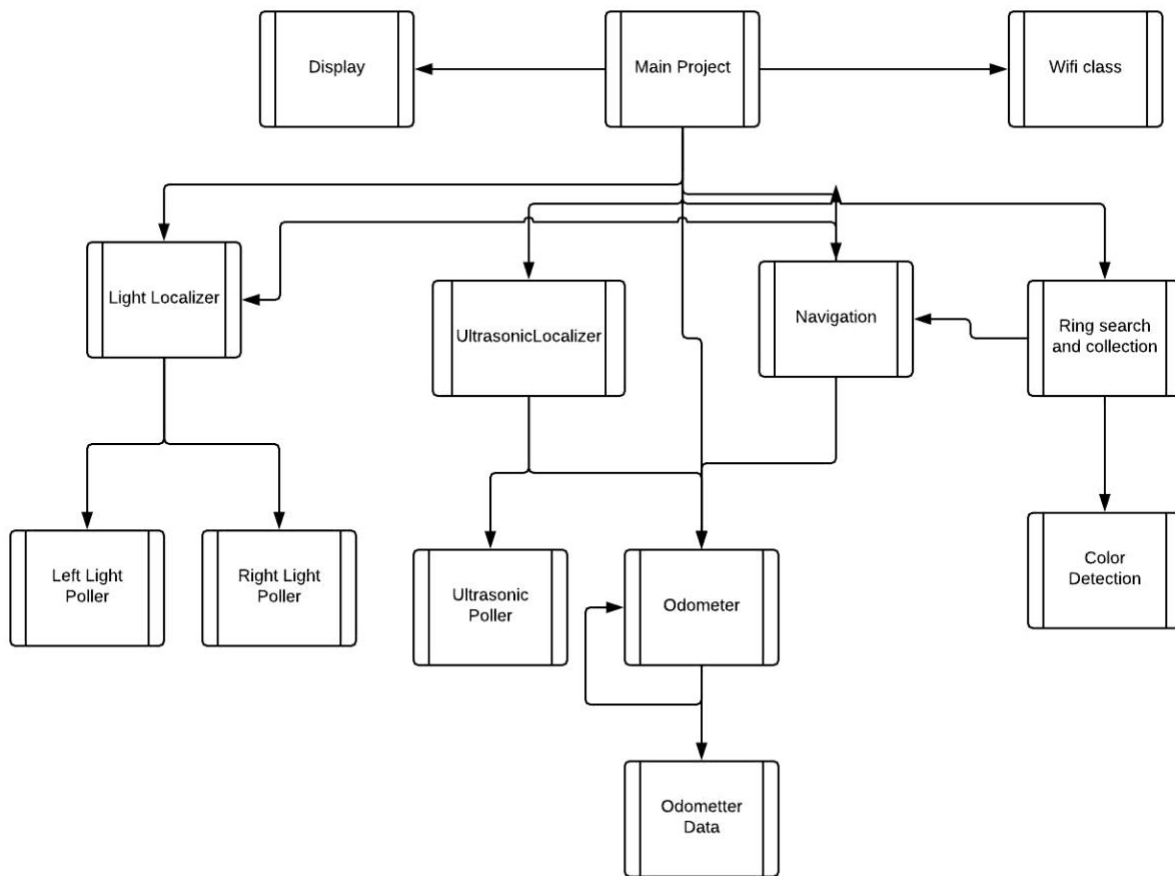 Display
Main Project
Wifi class
Light Localizer
UltrasonicLocalizer
Navigation
Ring search
and collection
Left Light
Poller
Right Light
Poller
Ultrasonic
Poller
Odometer
Color
Detection
Odometter
Data